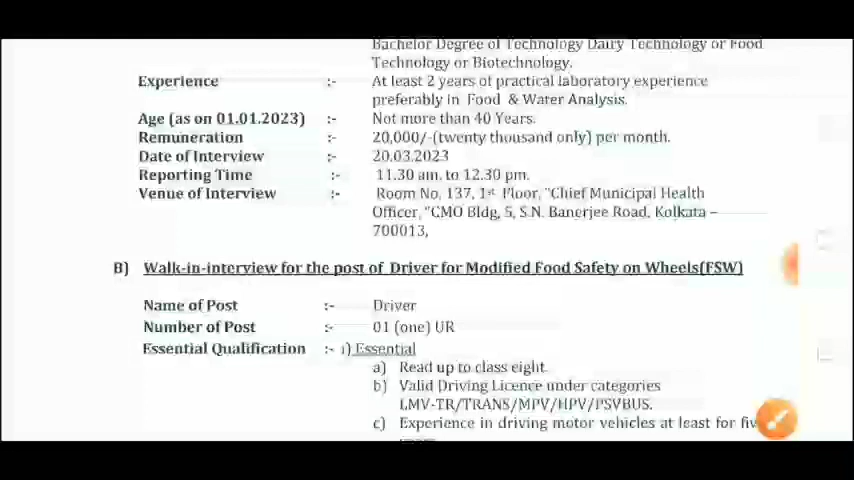 Bachelor Degree of Technology Dairy Technology or Food
Technology or Biotechnology.
Experience :- At least 2 years of practical laboratory experience
preferably in Food & Water Analysis.
Age (as on 01.01.2023) :- Not more than 40 Years.
Remuneration :- 20,000/-(twenty thousand only) per month.
Date of Interview :- 20.03.2023
Reporting Time :- 11.30 am. to 12.30 pm.
Venue of Interview :- Room No. 137, 1st Floor, "Chief Municipal Health
Officer, "CMO Bldg, 5, S.N. Banerjee Road, Kolkata –
700013,
B) Walk-in-interview for the post of Driver for Modified Food Safety on Wheels(FSW)
Name of Post :- Driver
Number of Post :- 01 (one) UR
Essential Qualification :- i) Essential
a) Read up to class eight.
b) Valid Driving Licence under categories
LMV-TR/TRANS/MPV/HPV/PSVBUS.
c) Experience in driving motor vehicles at least for fiv